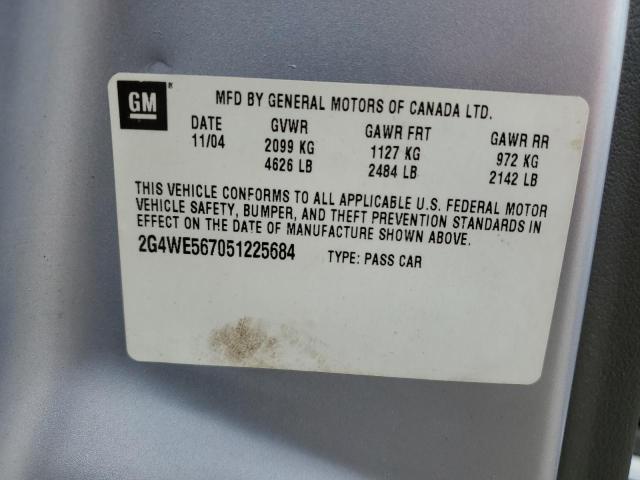 GM ®
MFD BY GENERAL MOTORS OF CANADA LTD.
DATE GVWR GAWR FRT GAWR RR
11/04 2099 KG 1127 KG 972 KG
4626 LB 2484 LB 2142 LB
THIS VEHICLE CONFORMS TO ALL APPLICABLE U.S. FEDERAL MOTOR
VEHICLE SAFETY, BUMPER, AND THEFT PREVENTION STANDARDS IN
EFFECT ON THE DATE OF MANUFACTURE SHOWN ABOVE.
2G4WE567051225684 TYPE: PASS CAR